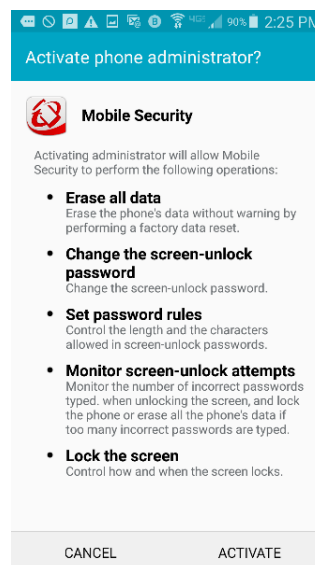 4G LTE 90% 2:25 PM
Activate phone administrator?
Mobile Security
Activating administrator will allow Mobile
Security to perform the following operations:
• Erase all data
Erase the phone's data without warning by
performing a factory data reset.
• Change the screen-unlock
password
Change the screen-unlock password.
• Set password rules
Control the length and the characters
allowed in screen-unlock passwords.
• Monitor screen-unlock attempts
Monitor the number of incorrect passwords
typed. when unlocking the screen, and lock
the phone or erase all the phone's data if
too many incorrect passwords are typed.
• Lock the screen
Control how and when the screen locks.
CANCEL ACTIVATE